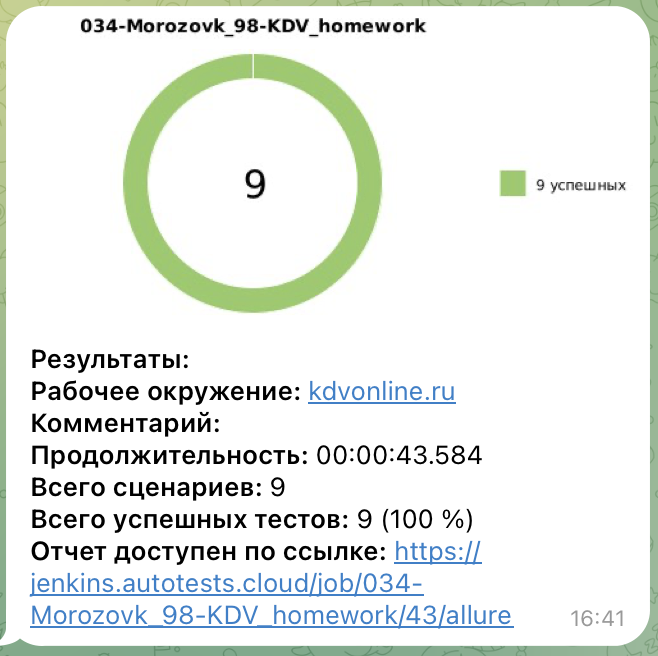 034-Morozovk_98-KDV_homework
9
9 успешных
Результаты:
Рабочее окружение: kdvonline.ru
Комментарий:
Продолжительность: 00:00:43.584
Всего сценариев: 9
Всего успешных тестов: 9 (100 %)
Отчет доступен по ссылке: https://
jenkins.autotests.cloud/job/034-
Morozovk_98-KDV_homework/43/allure
16:41